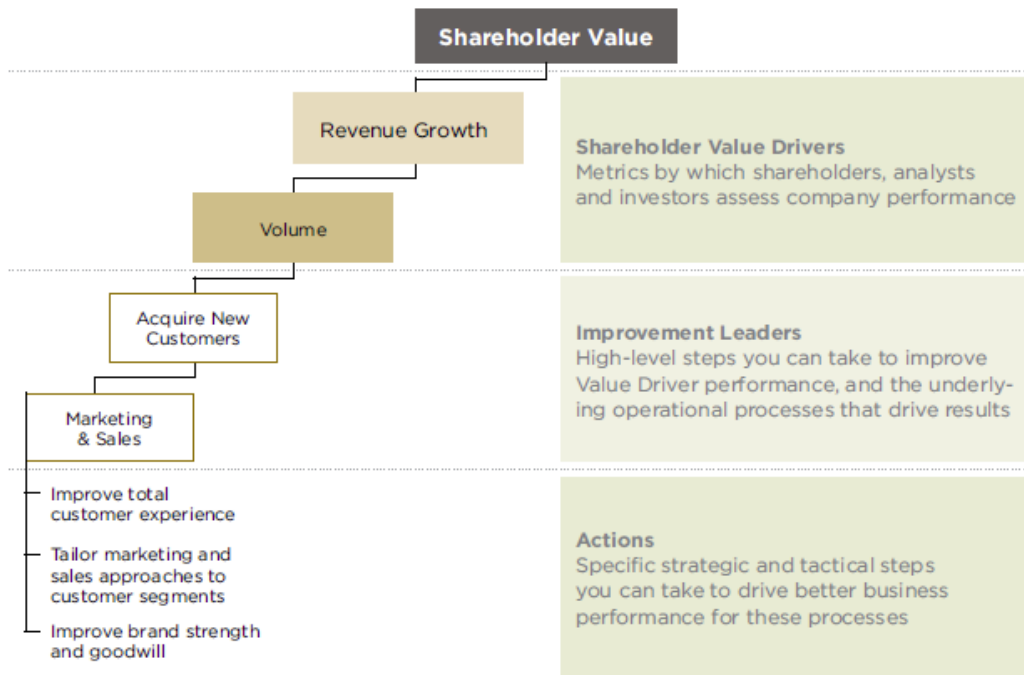 Shareholder Value
Revenue Growth
Volume
Shareholder Value Drivers
Metrics by which shareholders, analysts
and investors assess company performance
Acquire New
Customers
Marketing
& Sales
Improvement Leaders
High-level steps you can take to improve
Value Driver performance, and the underly-
ing operational processes that drive results
Improve total
customer experience
Tailor marketing and
sales approaches to
customer segments
Improve brand strength
and goodwill
Actions
Specific strategic and tactical steps
you can take to drive better business
performance for these processes